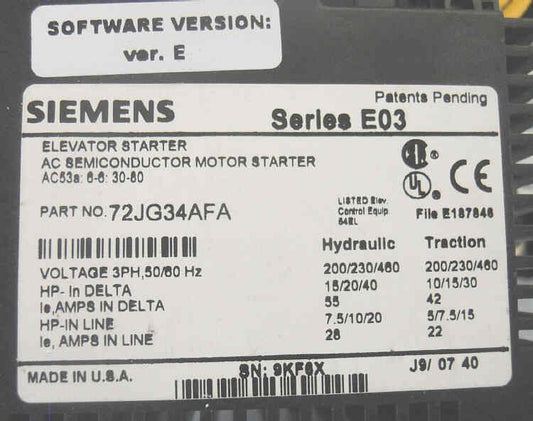 SOFTWARE VERSION:
ver. E
Patents Pending
SIEMENS Series E03
ELEVATOR STARTER
AC SEMICONDUCTOR MOTOR STARTER
AC53a: 6-6: 30-60
PART NO. 72JG34AFA
LISTED Elev.
Control Equip.
54EL
File E187846
Hydraulic Traction
VOLTAGE 3PH,50/60 Hz 200/230/460 200/230/460
HP- In DELTA 15/20/40 10/15/30
Ie,AMPS IN DELTA 55 42
HP-IN LINE 7.5/10/20 5/7.5/15
Ie, AMPS IN LINE 28 22
MADE IN U.S.A. SN: 9KF6X J9/ 07 40